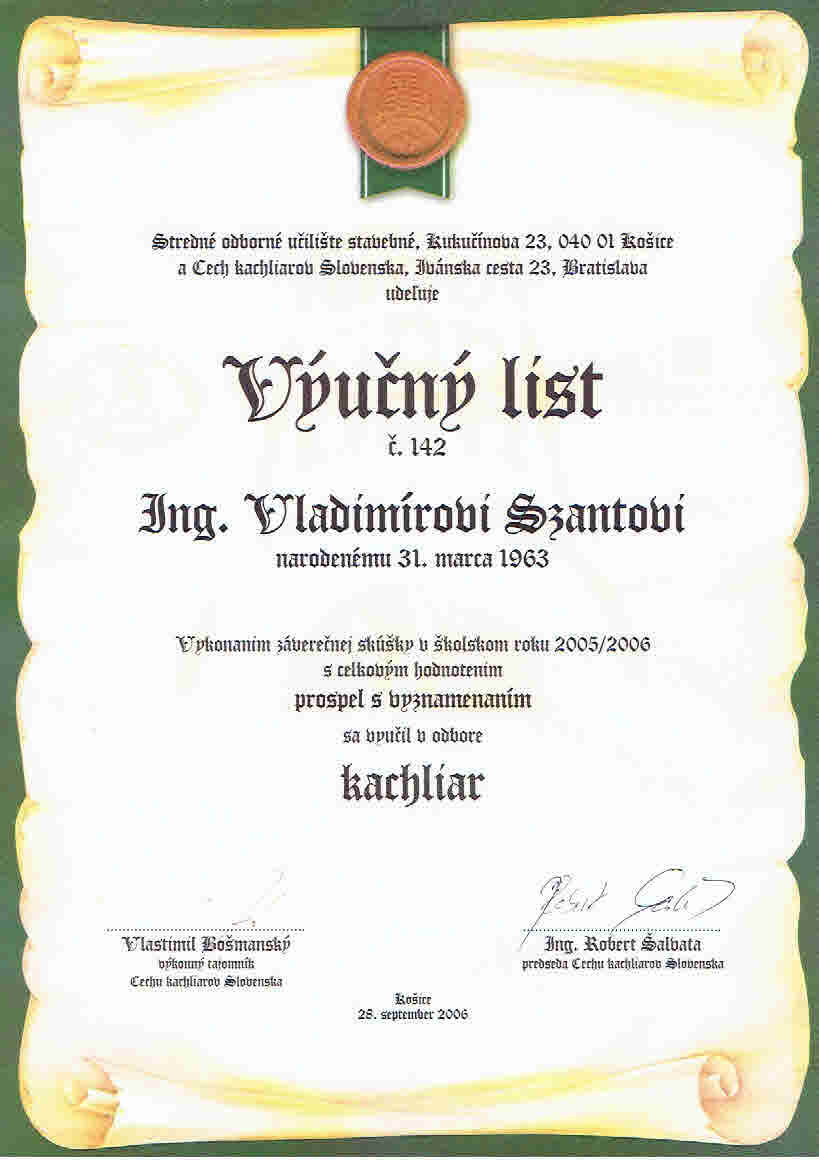 Stredné odborné učilište stavebné, Kukučínova 23, 040 01 Košice
a Cech kachliarov Slovenska, Ivánska cesta 23, Bratislava
udeľuje
Výučný list
č. 142
Ing. Vladimírovi Szantovi
narodenému 31. marca 1963
Vykonaním záverečnej skúšky v školskom roku 2005/2006
s celkovým hodnotením
prospel s vyznamenaním
sa vyučil v odbore
kachliar
Vlastimil Bošmanský
výkonný tajomník
Cechu kachliarov Slovenska
Ing. Robert Šalvata
predseda Cechu kachliarov Slovenska
Košice
28. september 2006